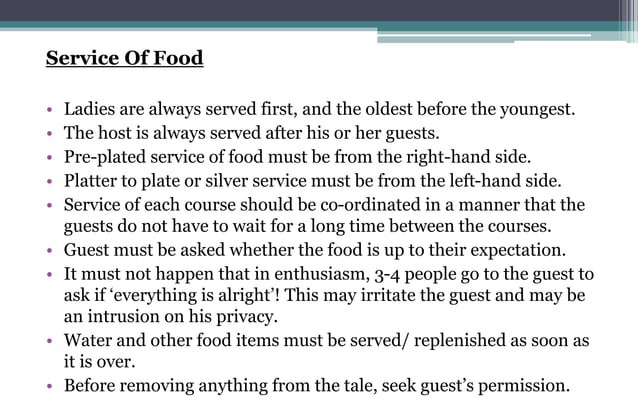 Service Of Food
• Ladies are always served first, and the oldest before the youngest.
• The host is always served after his or her guests.
• Pre-plated service of food must be from the right-hand side.
• Platter to plate or silver service must be from the left-hand side.
• Service of each course should be co-ordinated in a manner that the
guests do not have to wait for a long time between the courses.
• Guest must be asked whether the food is up to their expectation.
• It must not happen that in enthusiasm, 3-4 people go to the guest to
ask if ‘everything is alright’! This may irritate the guest and may be
an intrusion on his privacy.
• Water and other food items must be served/ replenished as soon as
it is over.
• Before removing anything from the tale, seek guest’s permission.